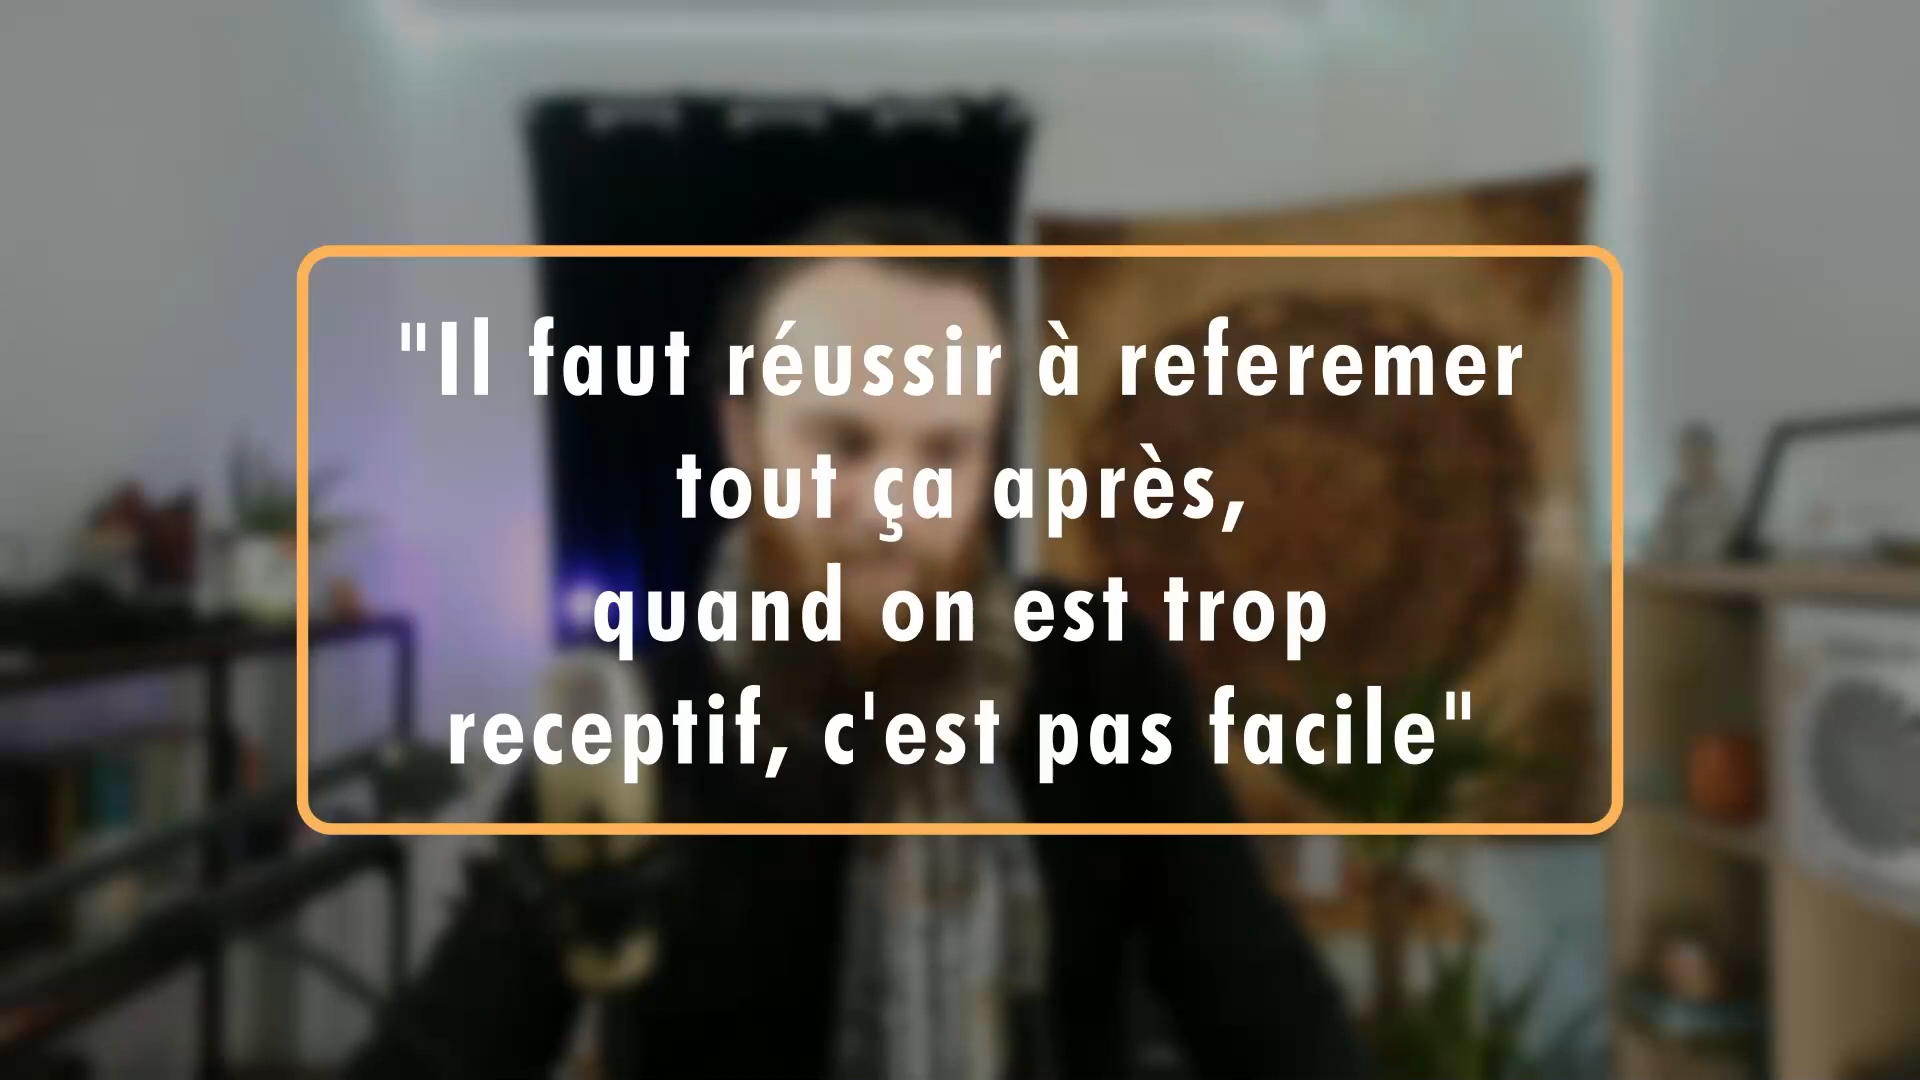 "Il faut réussir à referemer
tout ça après,
quand on est trop
receptif, c'est pas facile"